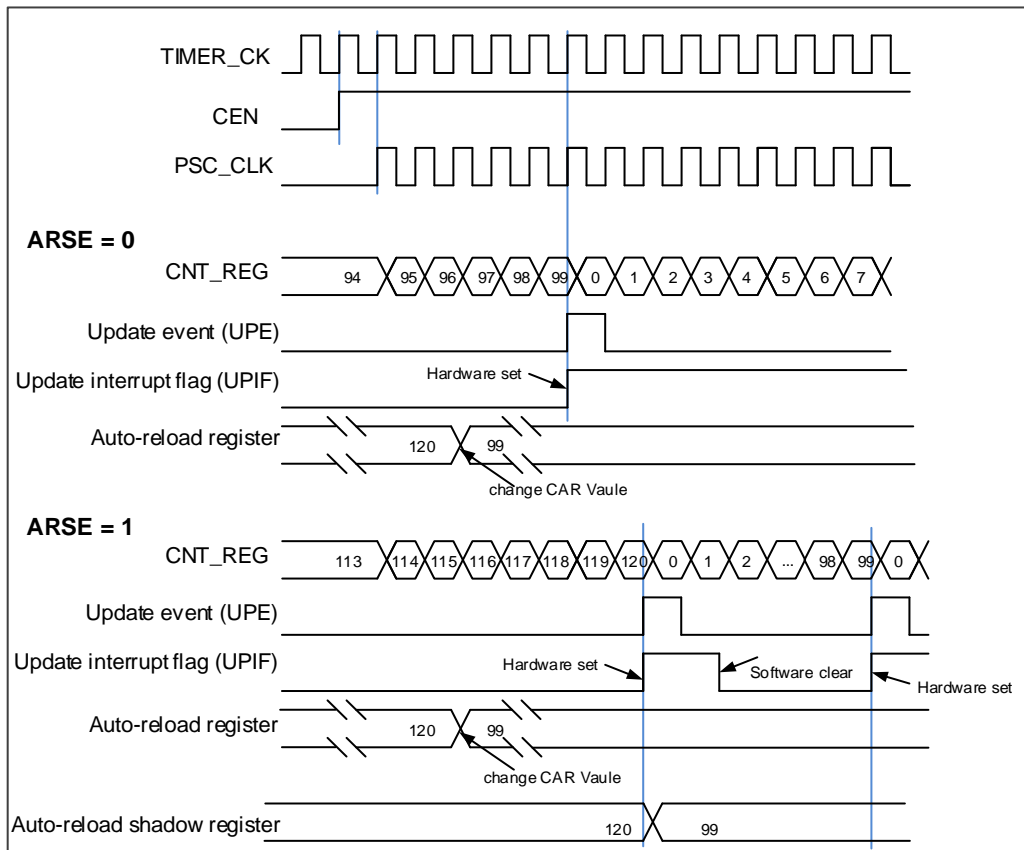 TIMER_CK
CEN
PSC_CLK
ARSE = 0
CNT_REG 94 95 96 97 98 99 0 1 2 3 4 5 6 7
Update event (UPE)
Update interrupt flag (UPIF) Hardware set
Auto-reload register 120 99
change CAR Vaule
ARSE = 1
CNT_REG 113 114 115 116 117 118 119 120 0 1 2 ... 98 99 0
Update event (UPE)
Update interrupt flag (UPIF) Hardware set Software clear Hardware set
Auto-reload register 120 99
change CAR Vaule
Auto-reload shadow register 120 99